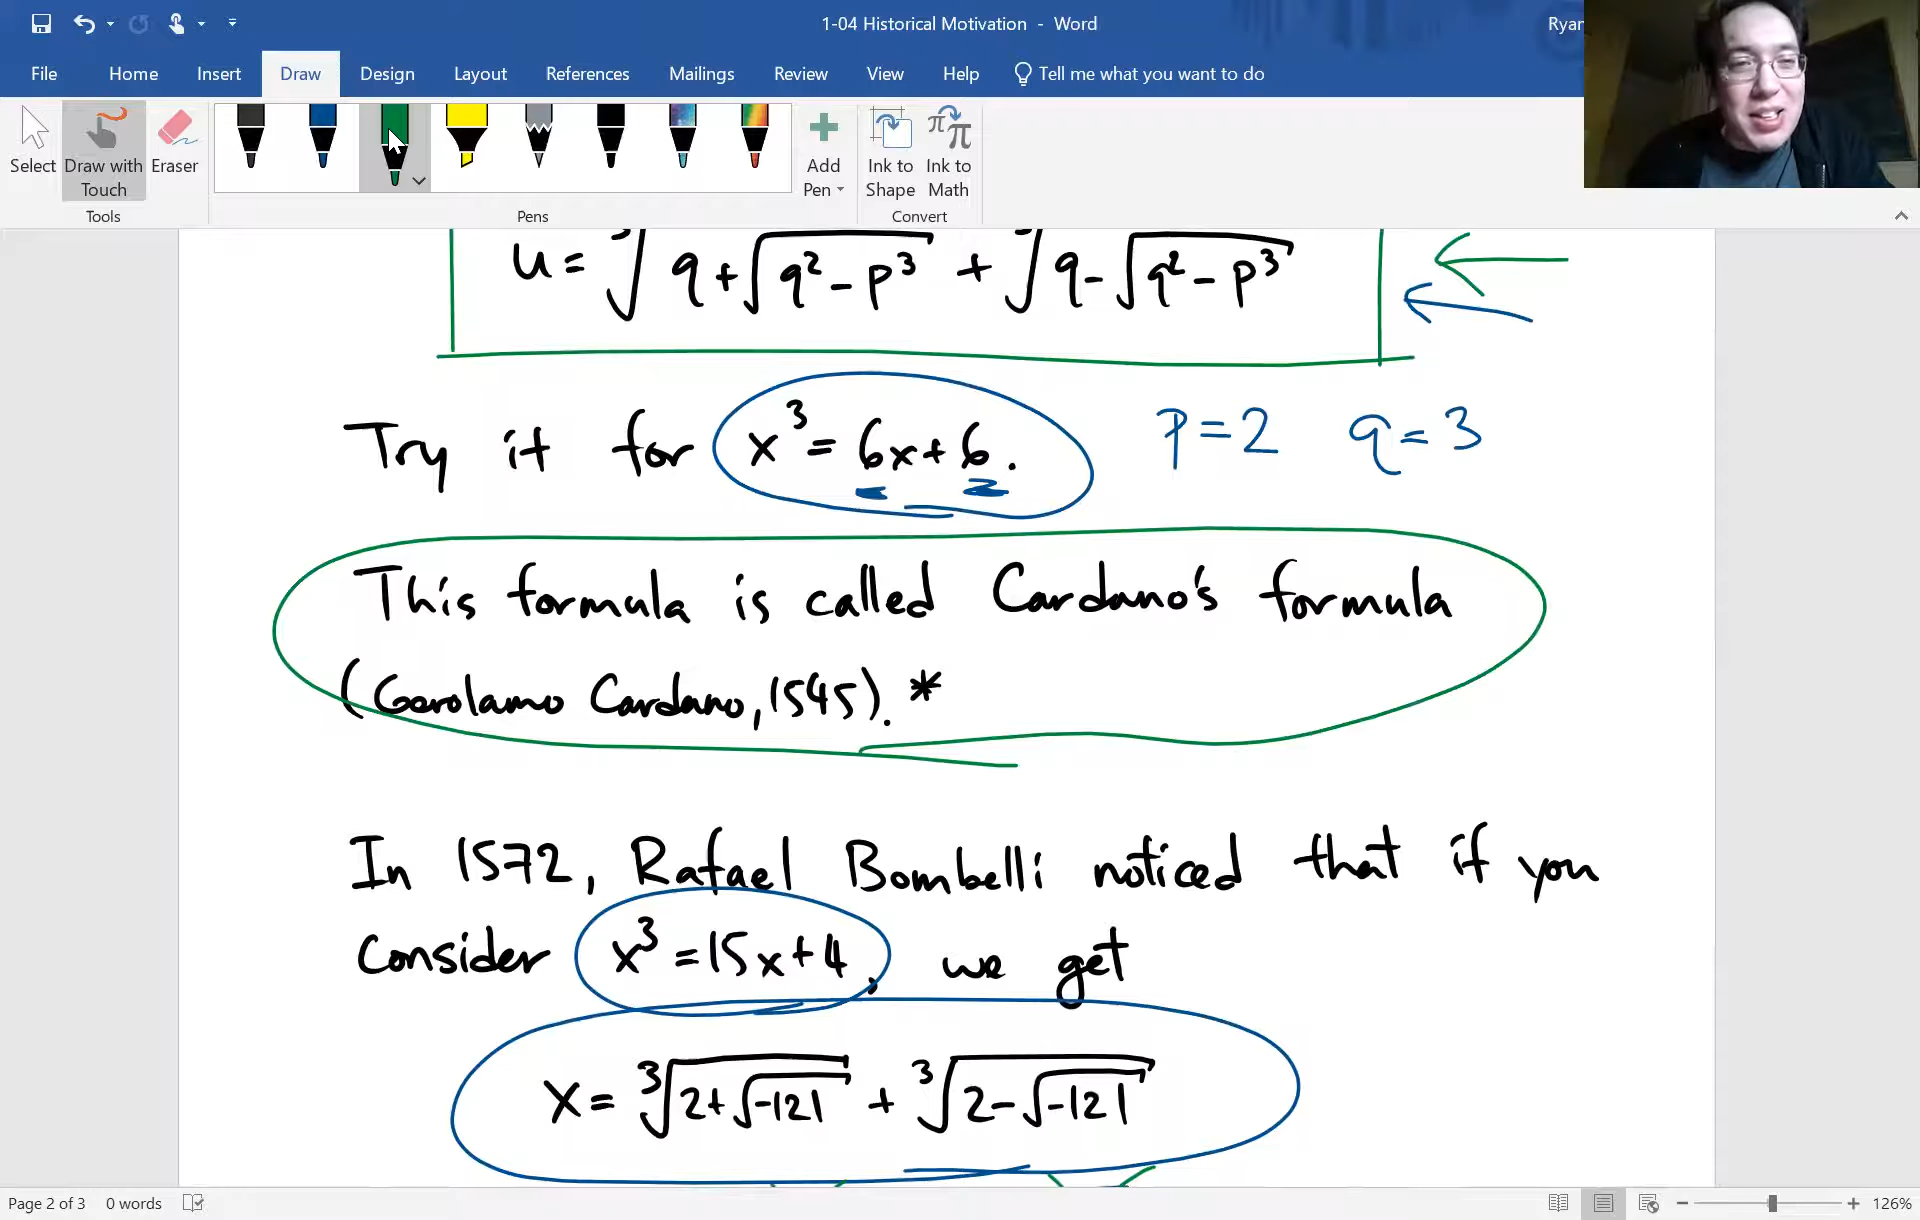 1-04 Historical Motivation - Word
Ryan
File Home Insert Draw Design Layout References Mailings Review View Help Tell me what you want to do
Select Draw with Touch Eraser Add Pen Ink to Shape Ink to Math
Tools Pens Convert
u = ∛(q + √(q² - p³)) + ∛(q - √(q² - p³))
Try it for x³ = 6x + 6. p = 2 q = 3
This formula is called Cardano's formula
(Gerolamo Cardano, 1545). *
In 1572, Rafael Bombelli noticed that if you
consider x³ = 15x + 4, we get
x = ∛(2 + √-121) + ∛(2 - √-121)
Page 2 of 3 0 words 126%